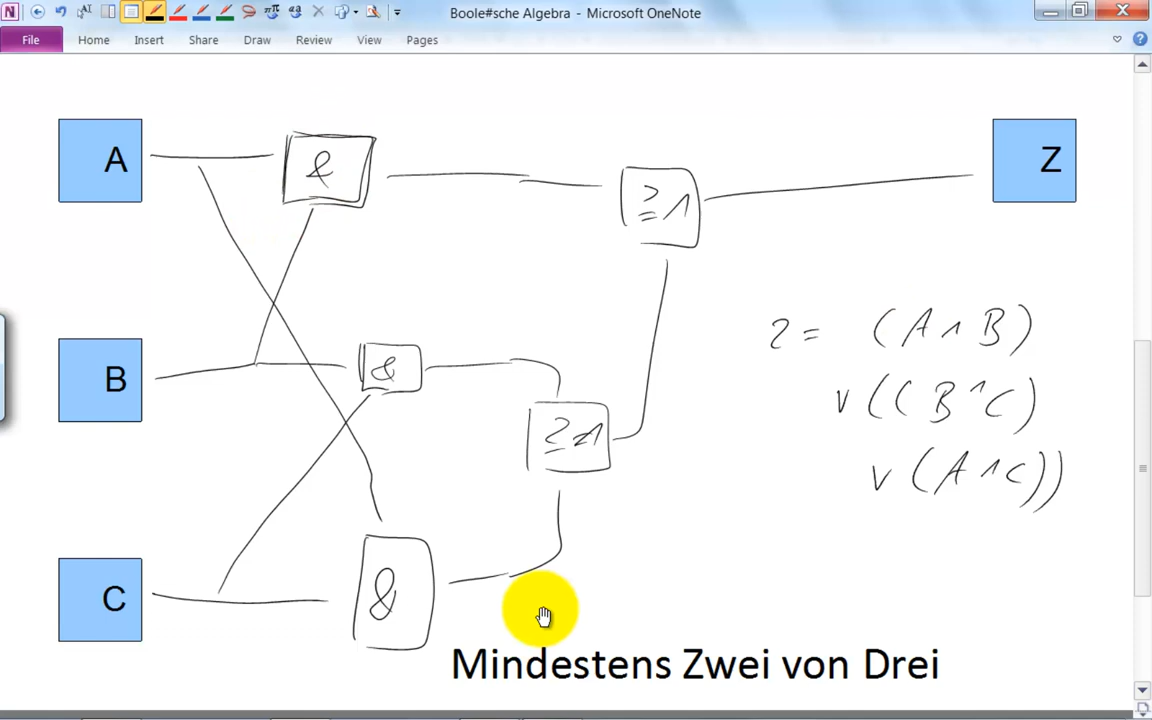 Boole#sche Algebra - Microsoft OneNote
File Home Insert Share Draw Review View Pages
A & ≥1 Z
Z = (A ∧ B)
B & ∨ ((B ∧ C)
≥1
∨ (A ∧ C))
C &
Mindestens Zwei von Drei